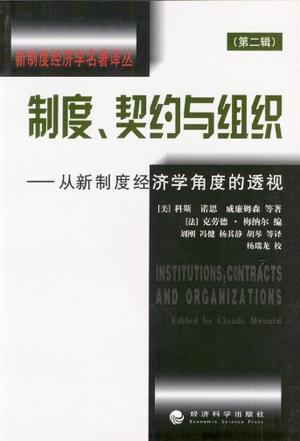 新制度经济学名著译丛
(第二辑)
制度、契约与组织
——从新制度经济学角度的透视
[美] 科斯 诺思 威廉姆森 等著
[法] 克劳德·梅纳尔 编
刘刚 冯健 杨其静 胡琴 等译
杨瑞龙 校
INSTITUTIONS, CONTRACTS
AND ORGANIZATIONS
Edited by Claude Ménard
经济科学出版社
Economic Science Press